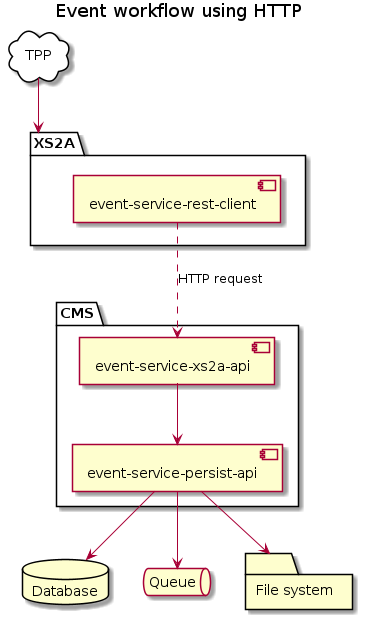 Event workflow using HTTP
TPP
XS2A
event-service-rest-client
HTTP request
CMS
event-service-xs2a-api
event-service-persist-api
Database
Queue
File system